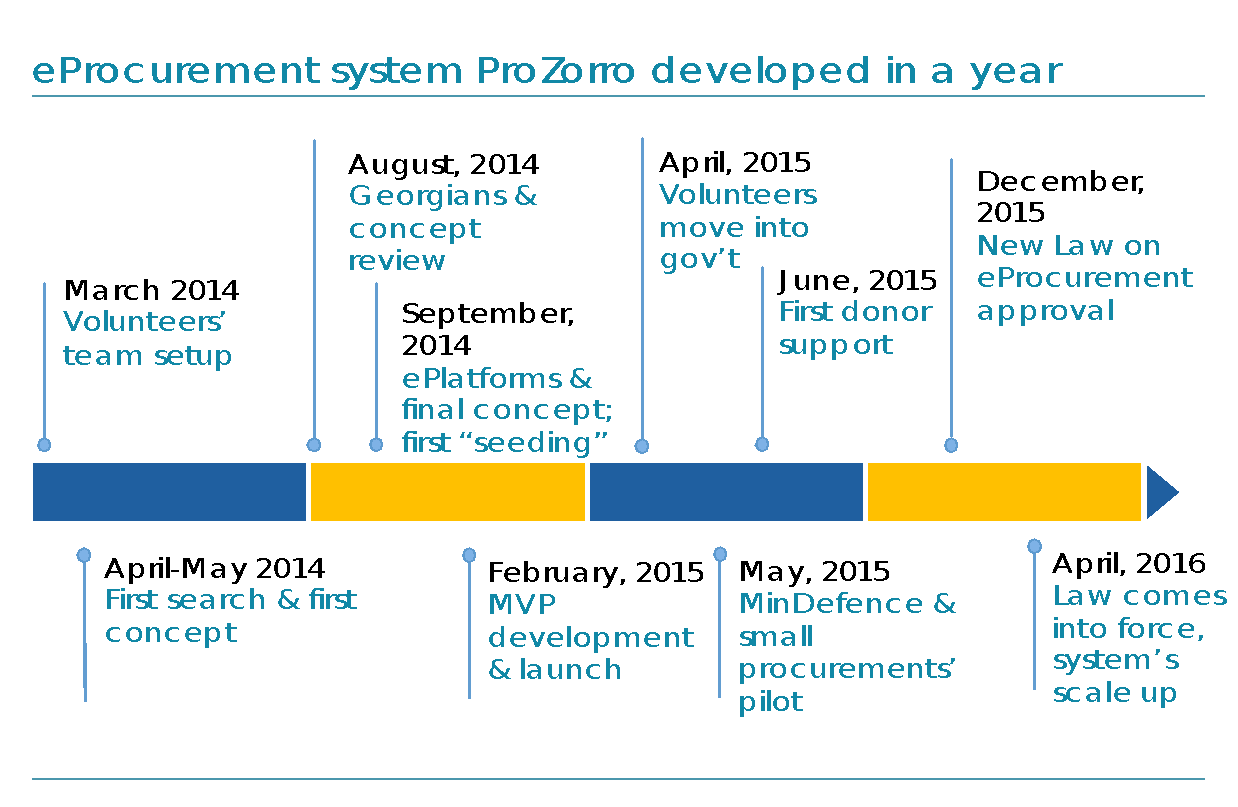 eProcurement system ProZorro developed in a year
March 2014
Volunteers’
team setup
August, 2014
Georgians &
concept
review
September,
2014
ePlatforms &
final concept;
first “seeding”
April, 2015
Volunteers
move into
gov’t
June, 2015
First donor
support
December,
2015
New Law on
eProcurement
approval
April-May 2014
First search & first
concept
February, 2015
MVP
development
& launch
May, 2015
MinDefence &
small
procurements’
pilot
April, 2016
Law comes
into force,
system’s
scale up